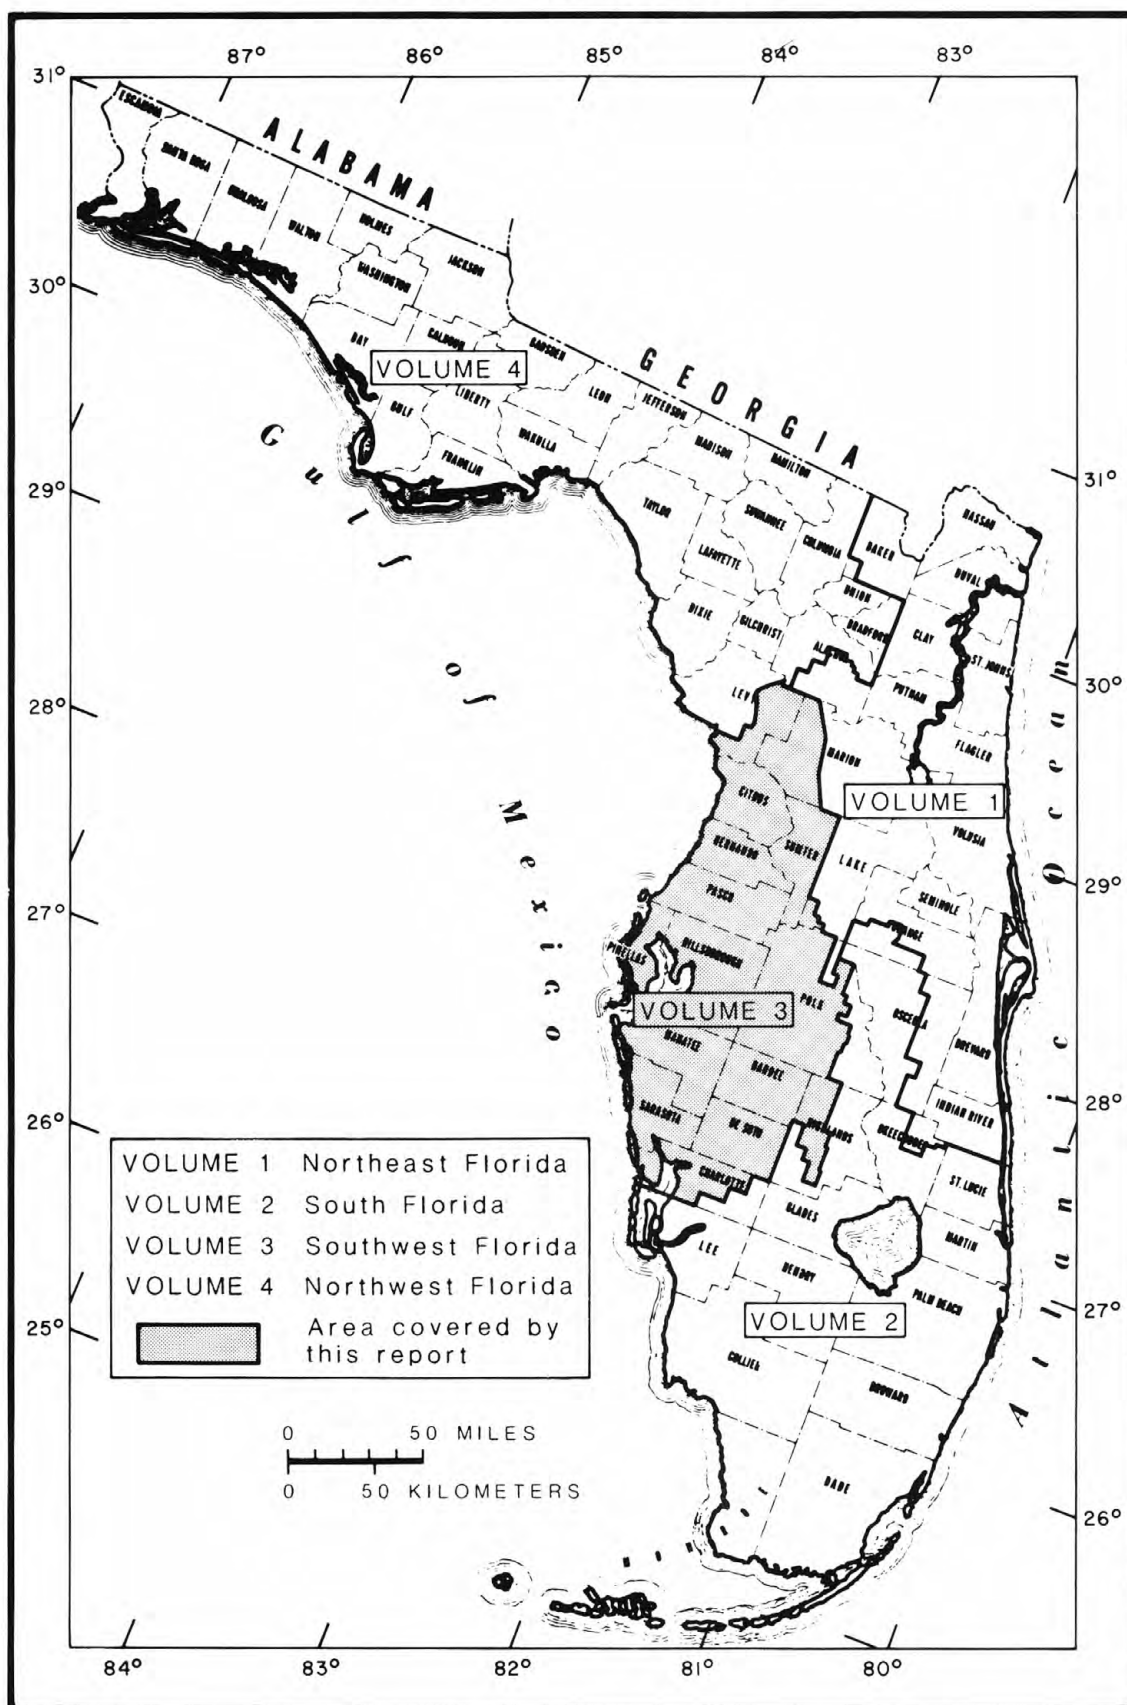 87° 86° 85° 84° 83°
31°
ALABAMA
ESCAMBIA
SANTA ROSA
OKALOOSA
WALTON
HOLMES
JACKSON
WASHINGTON
30°
BAY
CALHOUN
GADSDEN
GEORGIA
VOLUME 4
LIBERTY
LEON
JEFFERSON
GULF
MADISON
HAMILTON
WAKULLA
FRANKLIN
29°
31°
Gulf of Mexico
TAYLOR
SUWANNEE
COLUMBIA
BAKER
NASSAU
LAFAYETTE
DUVAL
UNION
DIXIE
GILCHRIST
BRADFORD
CLAY
ALACHUA
ST. JOHNS
30°
LEVY
PUTNAM
28°
MARION
FLAGLER
CITRUS
VOLUME 1
VOLUSIA
Atlantic Ocean
HERNANDO
SUMTER
LAKE
29°
PASCO
SEMINOLE
27°
ORANGE
PINELLAS
HILLSBOROUGH
POLK
VOLUME 3
OSCEOLA
BREVARD
MANATEE
HARDEE
28°
SARASOTA
DE SOTO
HIGHLANDS
OKEECHOBEE
INDIAN RIVER
26°
CHARLOTTE
ST. LUCIE
GLADES
MARTIN
LEE
HENDRY
PALM BEACH
27°
VOLUME 2
COLLIER
BROWARD
DADE
26°
VOLUME 1 Northeast Florida
VOLUME 2 South Florida
VOLUME 3 Southwest Florida
VOLUME 4 Northwest Florida
25°
Area covered by
this report
0 50 MILES
0 50 KILOMETERS
84° 83° 82° 81° 80°